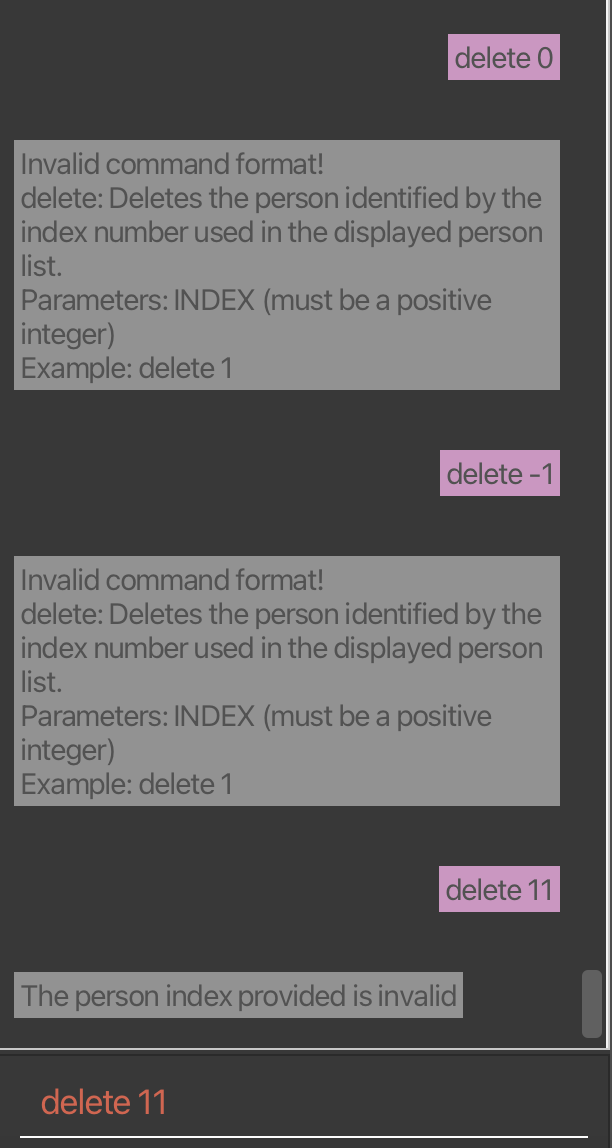 delete 0
Invalid command format!
delete: Deletes the person identified by the
index number used in the displayed person
list.
Parameters: INDEX (must be a positive
integer)
Example: delete 1
delete -1
Invalid command format!
delete: Deletes the person identified by the
index number used in the displayed person
list.
Parameters: INDEX (must be a positive
integer)
Example: delete 1
delete 11
The person index provided is invalid
delete 11